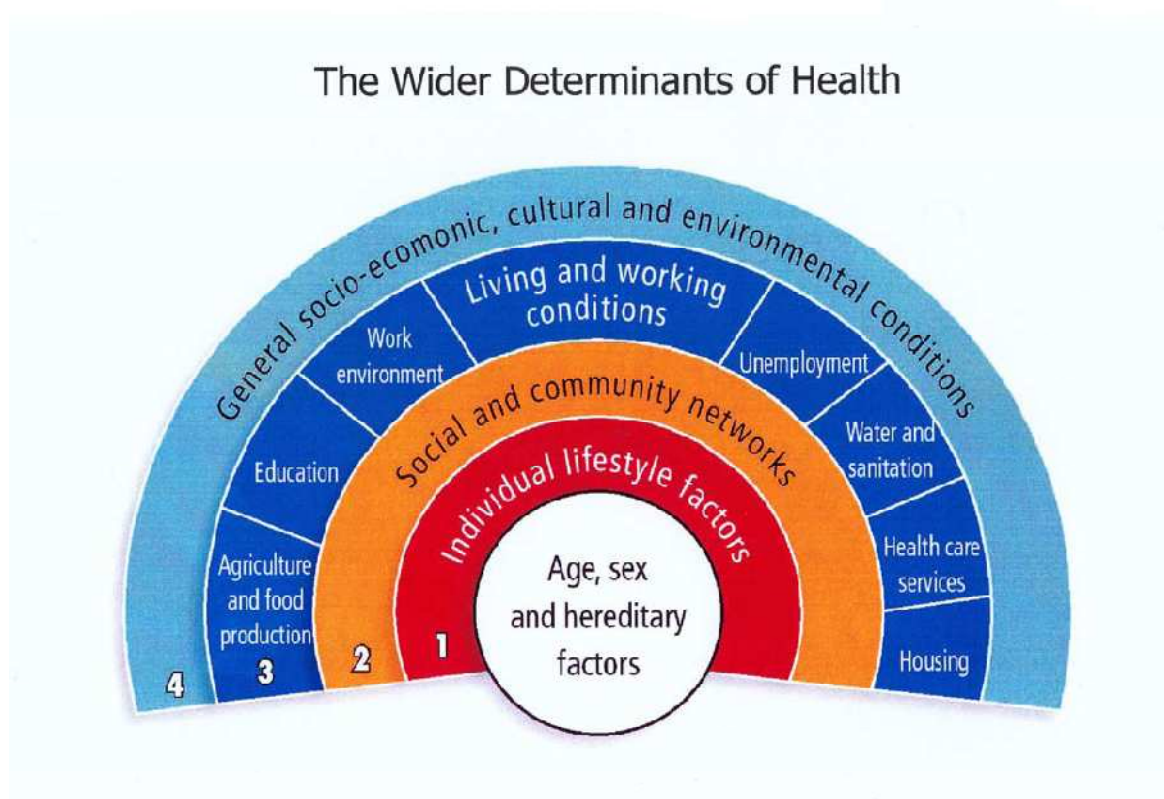 The Wider Determinants of Health
General socio-ecomonic, cultural and environmental conditions
Living and working
conditions
Work
environment
Unemployment
Education
Water and
sanitation
Agriculture
and food
production
Health care
services
Housing
Social and community networks
Individual lifestyle factors
Age, sex
and hereditary
factors
1
2
3
4